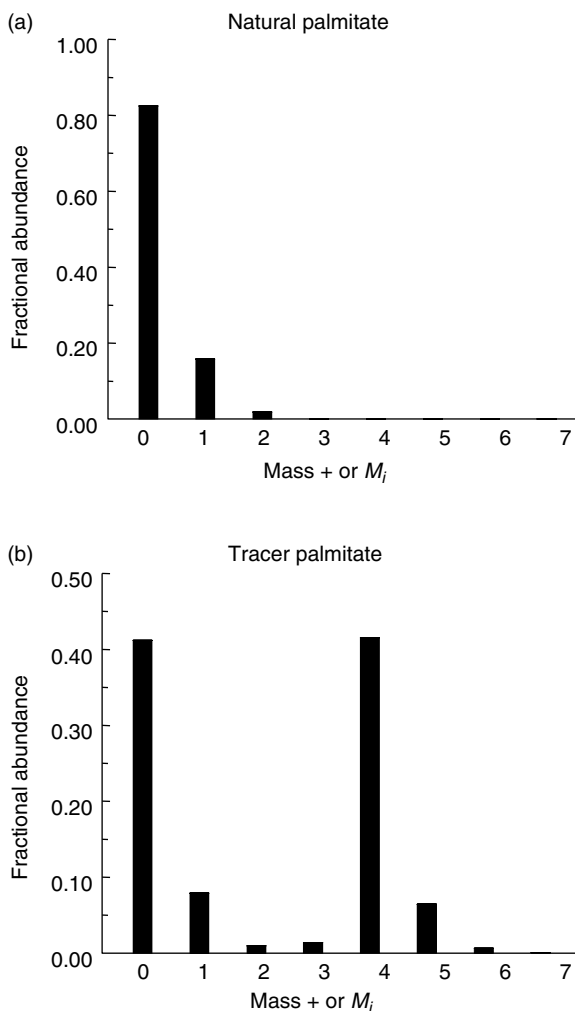 (a) Natural palmitate
1.00
0.80
0.60
0.40
0.20
0.00
Fractional abundance
0 1 2 3 4 5 6 7
Mass + or Mi
(b) Tracer palmitate
0.50
0.40
0.30
0.20
0.10
0.00
Fractional abundance
0 1 2 3 4 5 6 7
Mass + or Mi